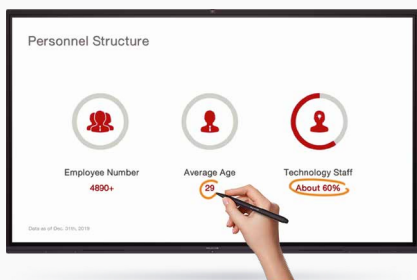 Personnel Structure
Employee Number
4890+
Average Age
29
Technology Staff
About 60%
Data as of Dec. 31th, 2019